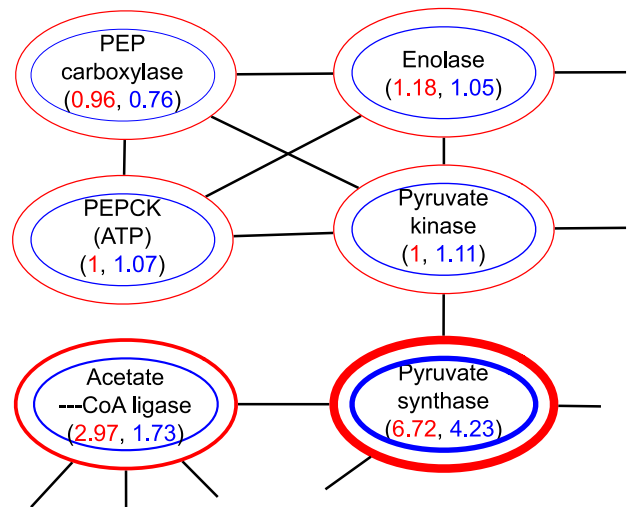 PEP
carboxylase
(0.96, 0.76)
Enolase
(1.18, 1.05)
PEPCK
(ATP)
(1, 1.07)
Pyruvate
kinase
(1, 1.11)
Acetate
---CoA ligase
(2.97, 1.73)
Pyruvate
synthase
(6.72, 4.23)